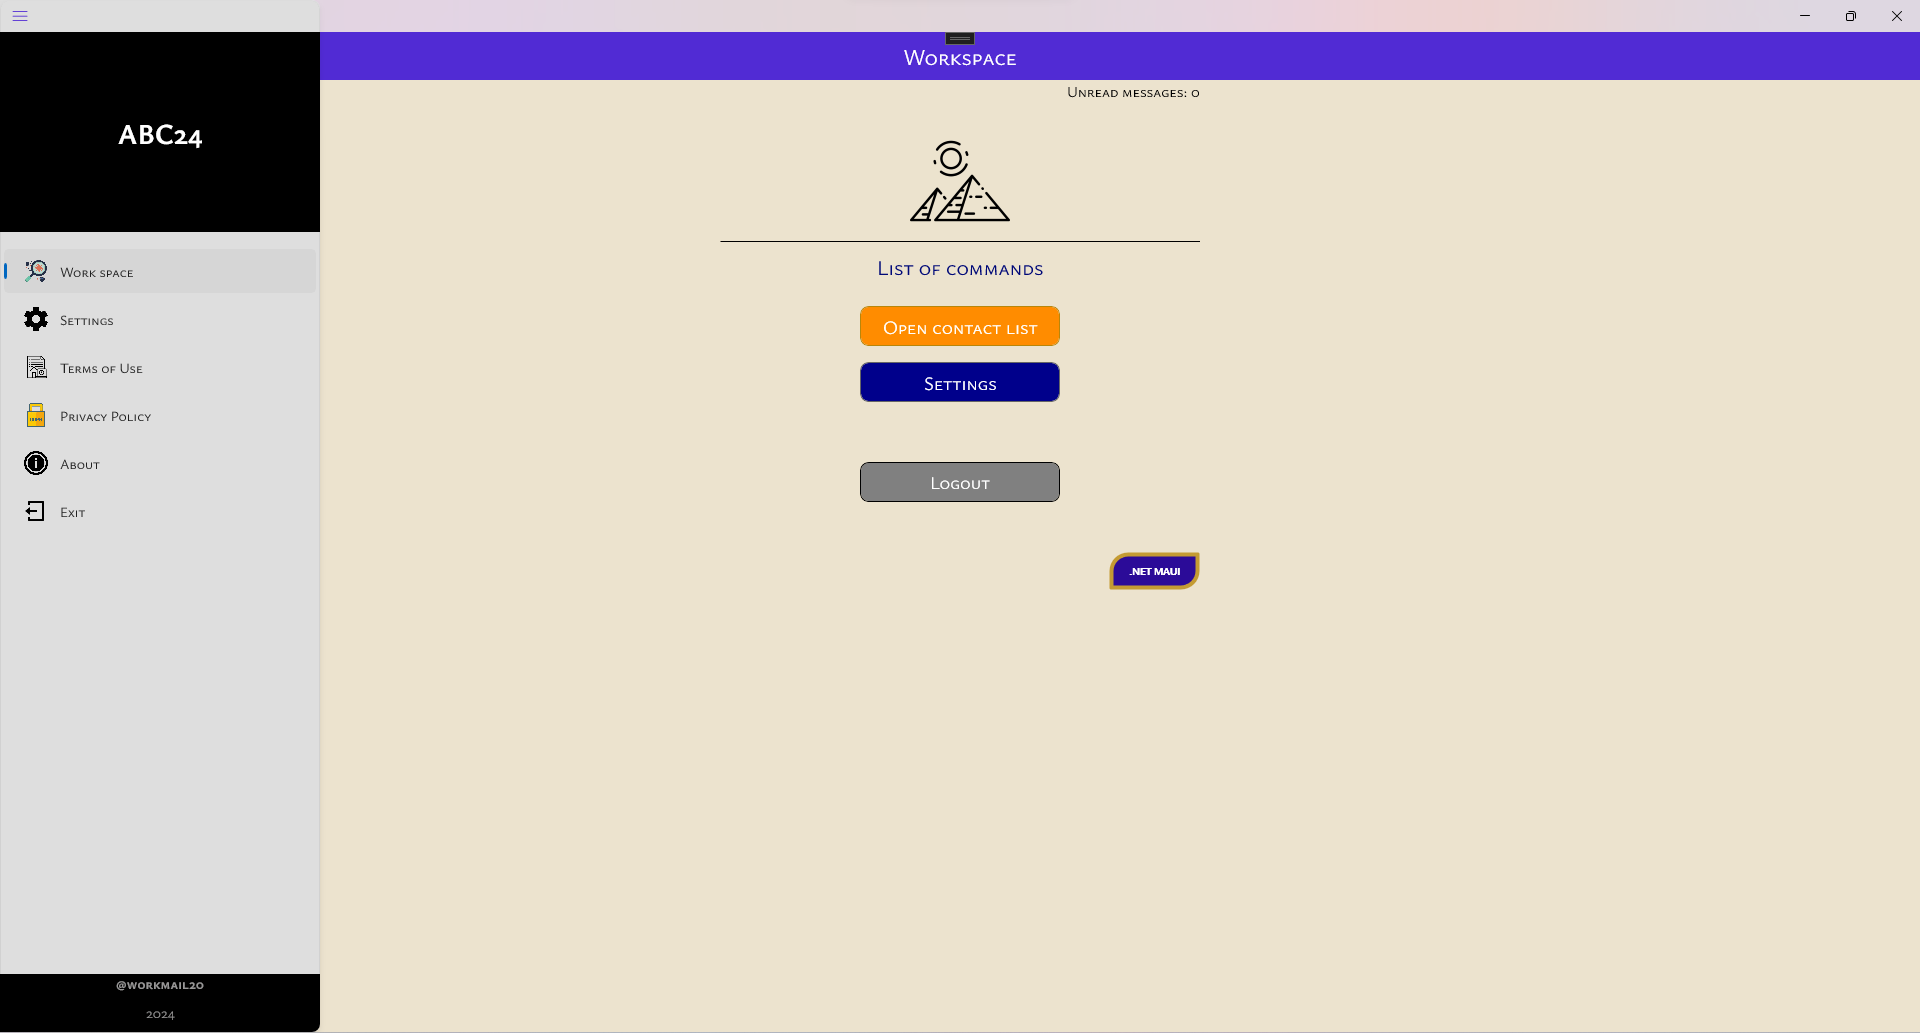 Workspace
ABC24
Unread messages: 0
Work space
Settings
Terms of Use
Privacy Policy
About
Exit
List of commands
Open contact list
Settings
Logout
.NET MAUI
@workmail20
2024